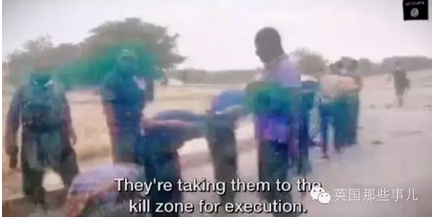 They're taking them to the
kill zone for execution.
英国那些事儿